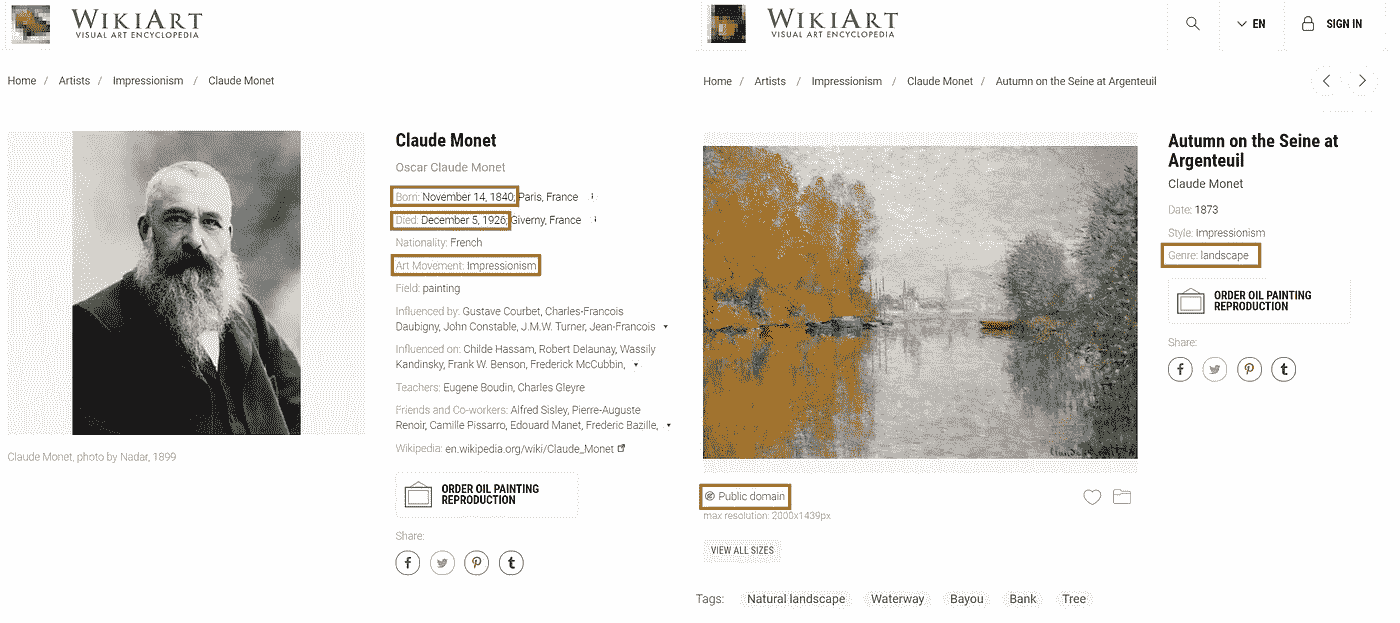 WIKIART
VISUAL ART ENCYCLOPEDIA
Home / Artists / Impressionism / Claude Monet
Claude Monet
Oscar Claude Monet
Born: November 14, 1840; Paris, France
Died: December 5, 1926; Giverny, France
Nationality: French
Art Movement: Impressionism
Field: painting
Influenced by: Gustave Courbet, Charles-Francois
Daubigny, John Constable, J.M.W. Turner, Jean-Francois
Influenced on: Childe Hassam, Robert Delaunay, Wassily
Kandinsky, Frank W. Benson, Frederick McCubbin,
Teachers: Eugene Boudin, Charles Gleyre
Friends and Co-workers: Alfred Sisley, Pierre-Auguste
Renoir, Camille Pissarro, Edouard Manet, Frederic Bazille,
Wikipedia: en.wikipedia.org/wiki/Claude_Monet
ORDER OIL PAINTING
REPRODUCTION
Share:
Claude Monet, photo by Nadar, 1899
WIKIART
VISUAL ART ENCYCLOPEDIA
EN
SIGN IN
Home / Artists / Impressionism / Claude Monet / Autumn on the Seine at Argenteuil
Autumn on the Seine at
Argenteuil
Claude Monet
Date: 1873
Style: Impressionism
Genre: landscape
ORDER OIL PAINTING
REPRODUCTION
Share:
Public domain
max resolution: 2000x1439px
VIEW ALL SIZES
Tags: Natural landscape Waterway Bayou Bank Tree